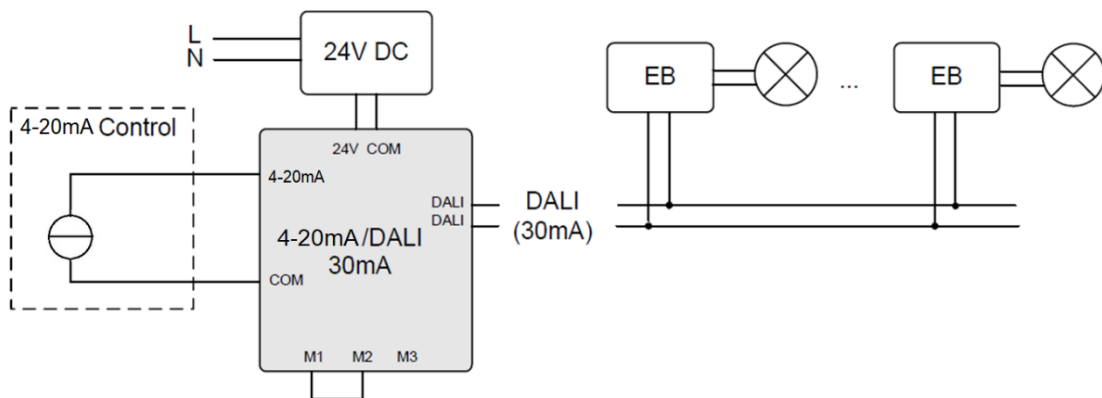 L
N
24V DC
EB
...
EB
4-20mA Control
24V COM
4-20mA
DALI
DALI
DALI
(30mA)
4-20mA/DALI
30mA
COM
M1 M2 M3